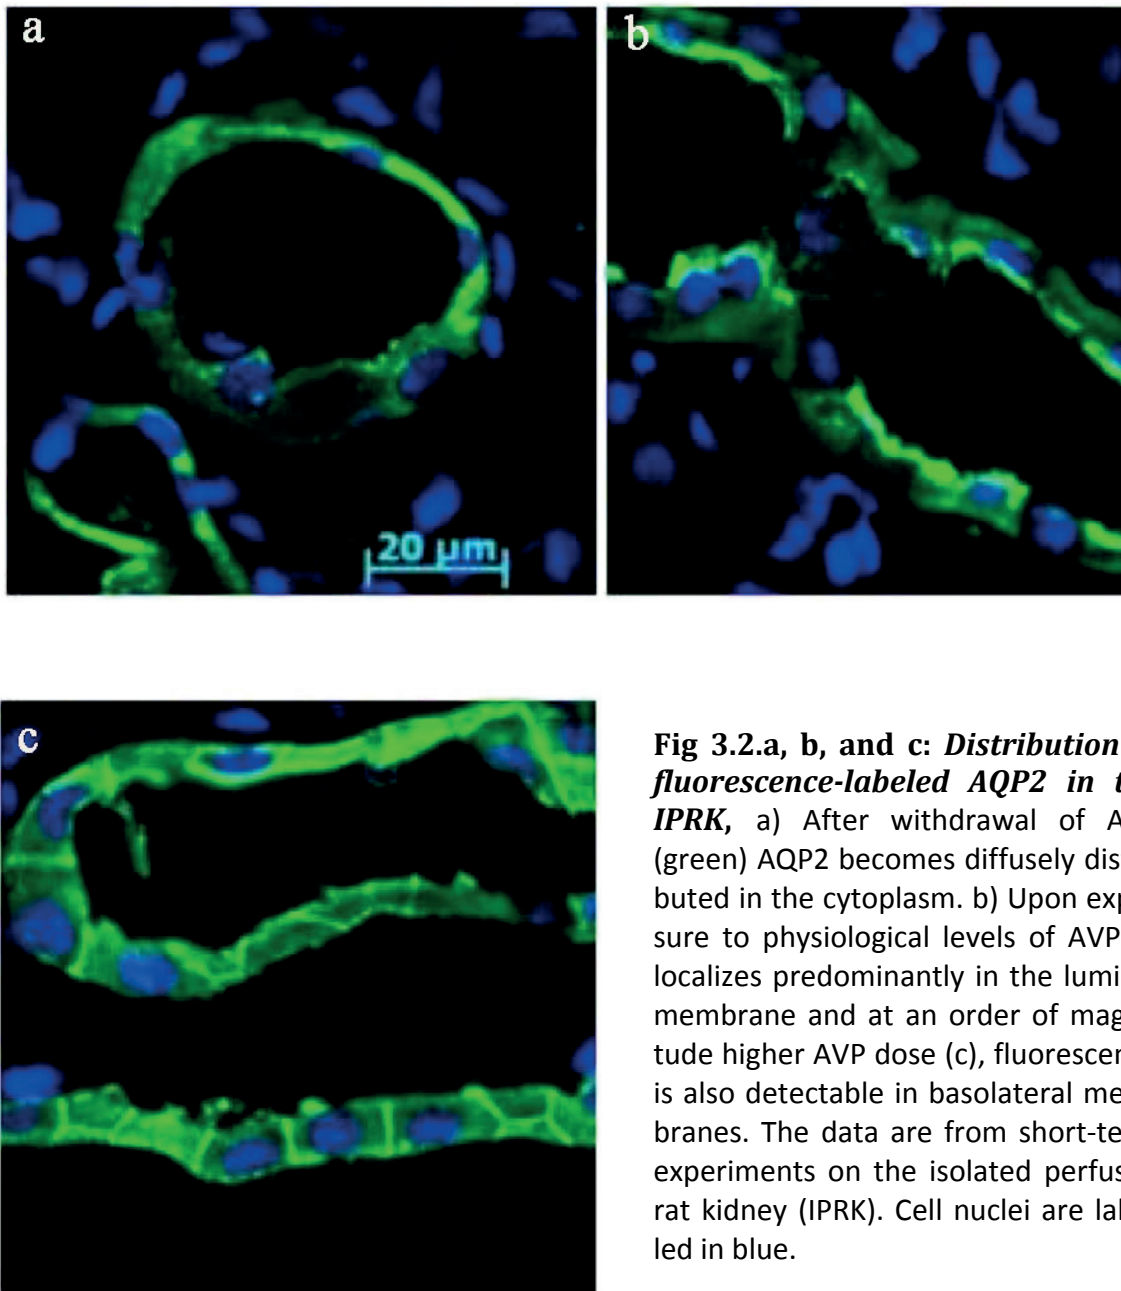 a
b
20 µm
c
Fig 3.2.a, b, and c: Distribution
fluorescence-labeled AQP2 in t
IPRK, a) After withdrawal of A
(green) AQP2 becomes diffusely dist
buted in the cytoplasm. b) Upon exp
sure to physiological levels of AVP
localizes predominantly in the lumi
membrane and at an order of mag
tude higher AVP dose (c), fluorescen
is also detectable in basolateral me
branes. The data are from short-te
experiments on the isolated perfus
rat kidney (IPRK). Cell nuclei are lal
led in blue.